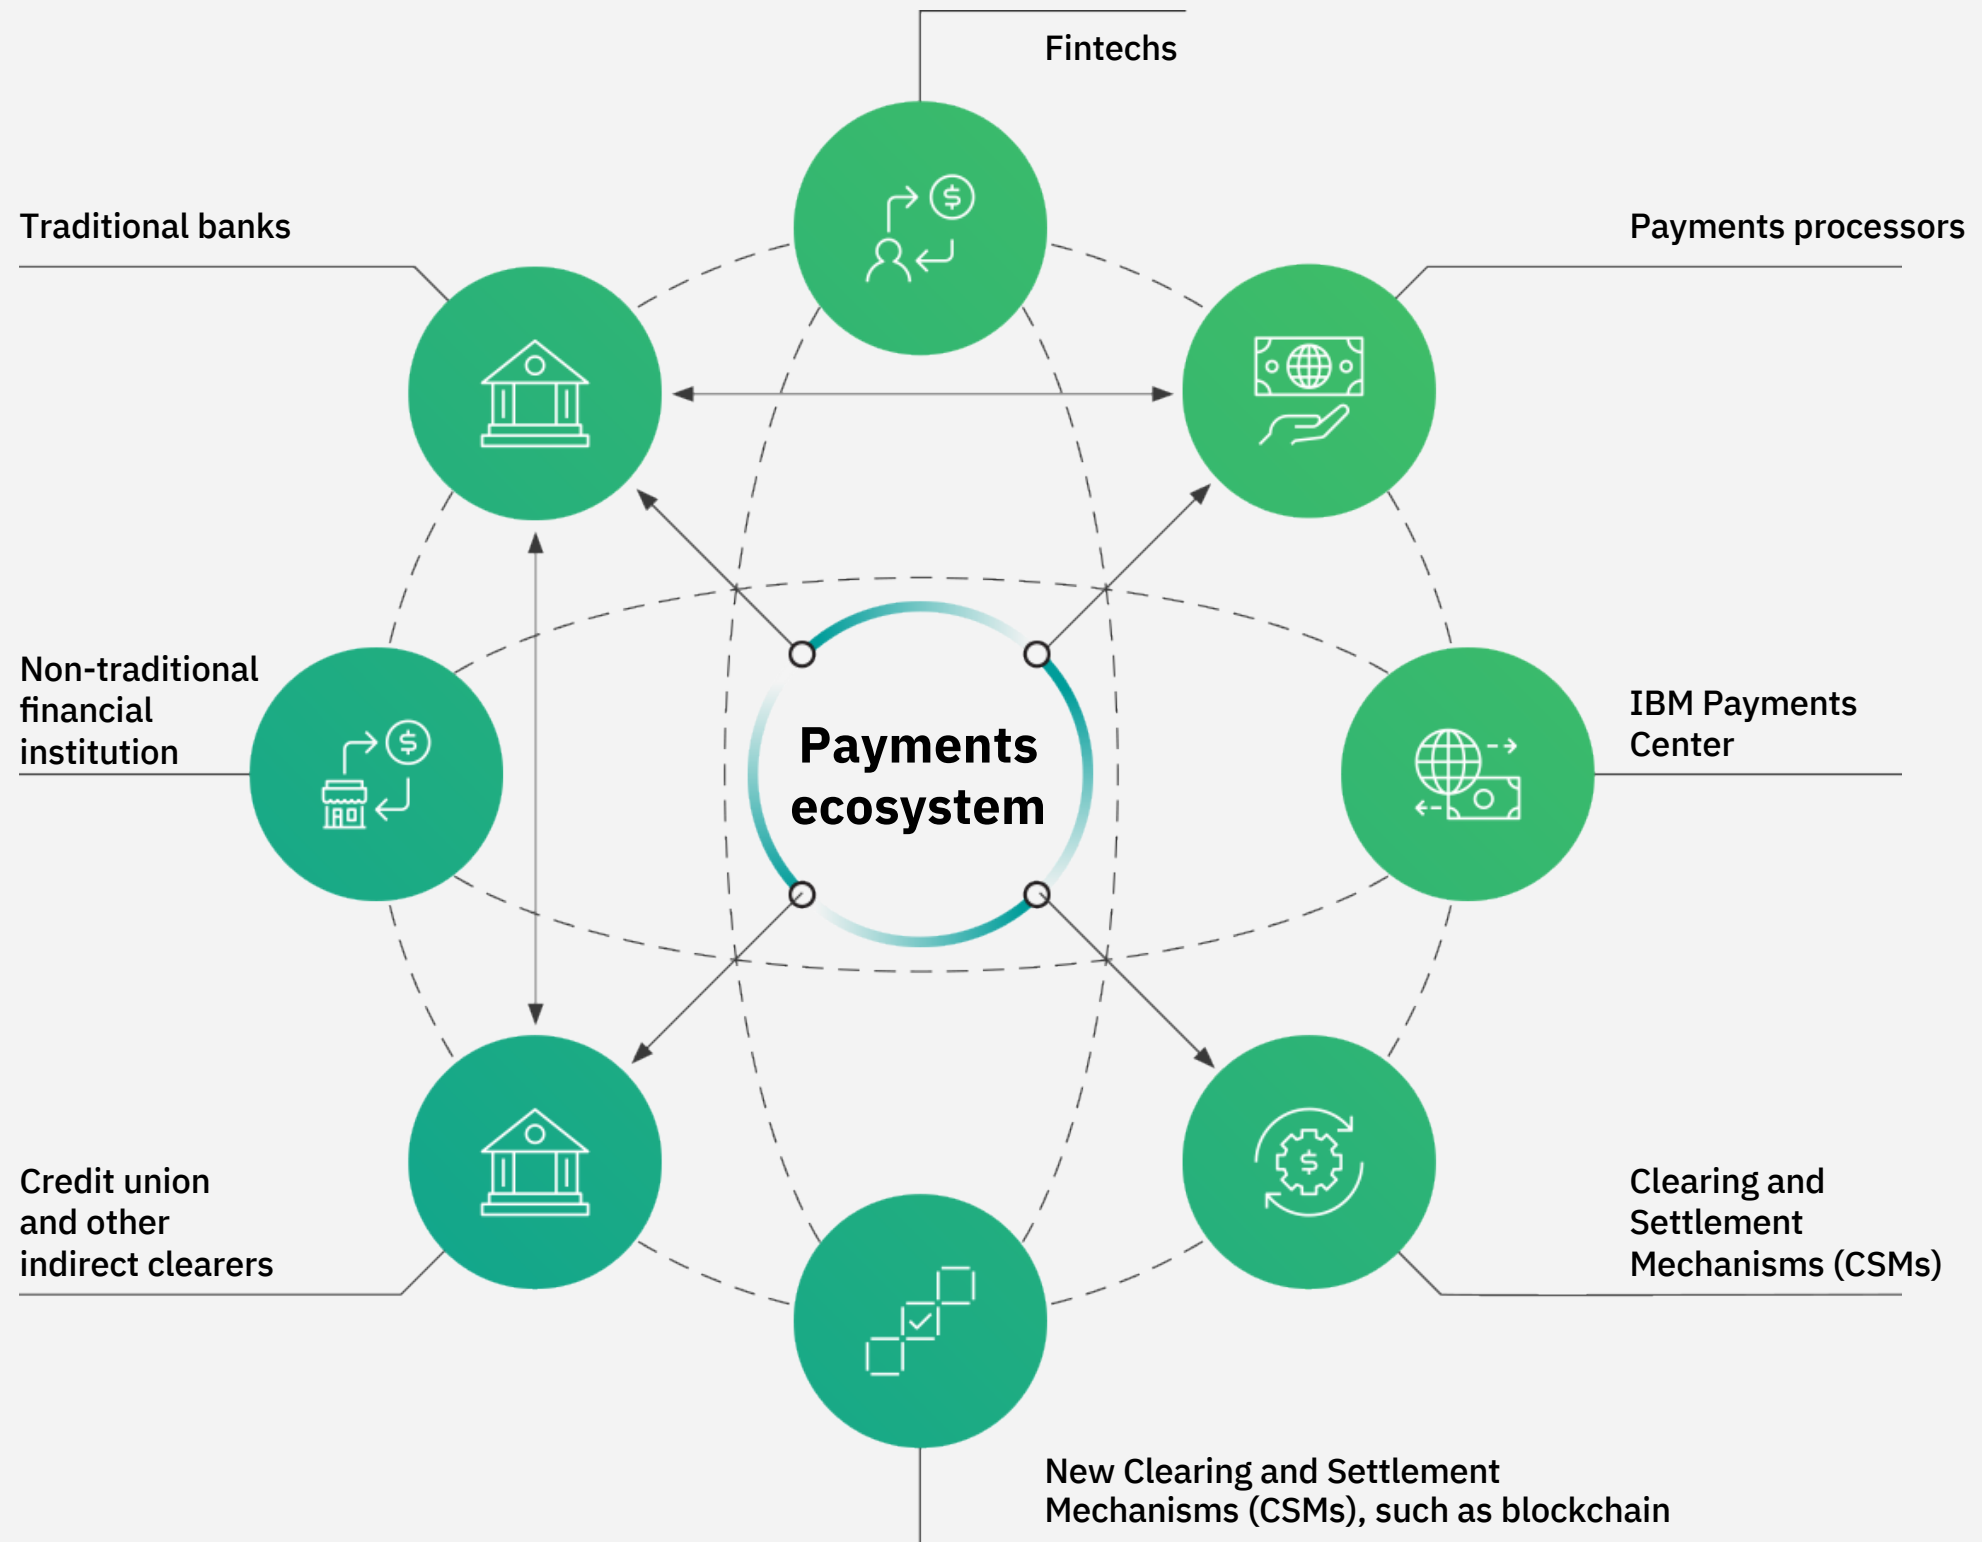 Fintechs
Traditional banks
Payments processors
Non-traditional
financial
institution
Payments
ecosystem
IBM Payments
Center
Credit union
and other
indirect clearers
Clearing and
Settlement
Mechanisms (CSMs)
New Clearing and Settlement
Mechanisms (CSMs), such as blockchain